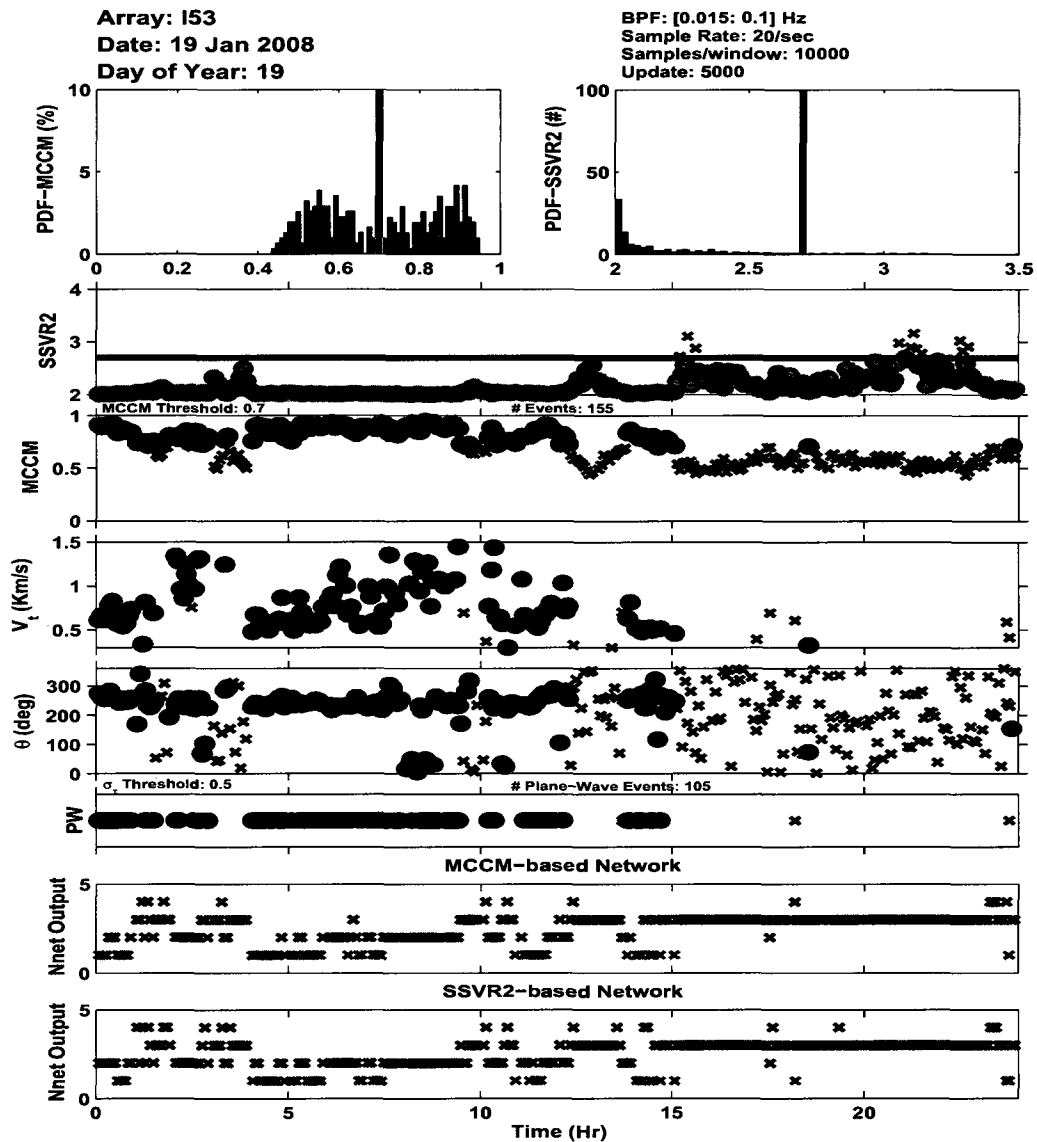 Array: I53
Date: 19 Jan 2008
Day of Year: 19
BPF: [0.015: 0.1] Hz
Sample Rate: 20/sec
Samples/window: 10000
Update: 5000
PDF-MCCM (%)
10
5
0
0 0.2 0.4 0.6 0.8 1
PDF-SSVR2 (#)
100
50
0
2 2.5 3 3.5
SSVR2
4
3
2
MCCM Threshold: 0.7 # Events: 155
MCCM
1
0.5
0
Vt (Km/s)
1.5
1
0.5
θ (deg)
300
200
100
0
στ Threshold: 0.5 # Plane-Wave Events: 105
PW
MCCM-based Network
Nnet Output
5
0
SSVR2-based Network
Nnet Output
5
0
0 5 10 15 20
Time (Hr)